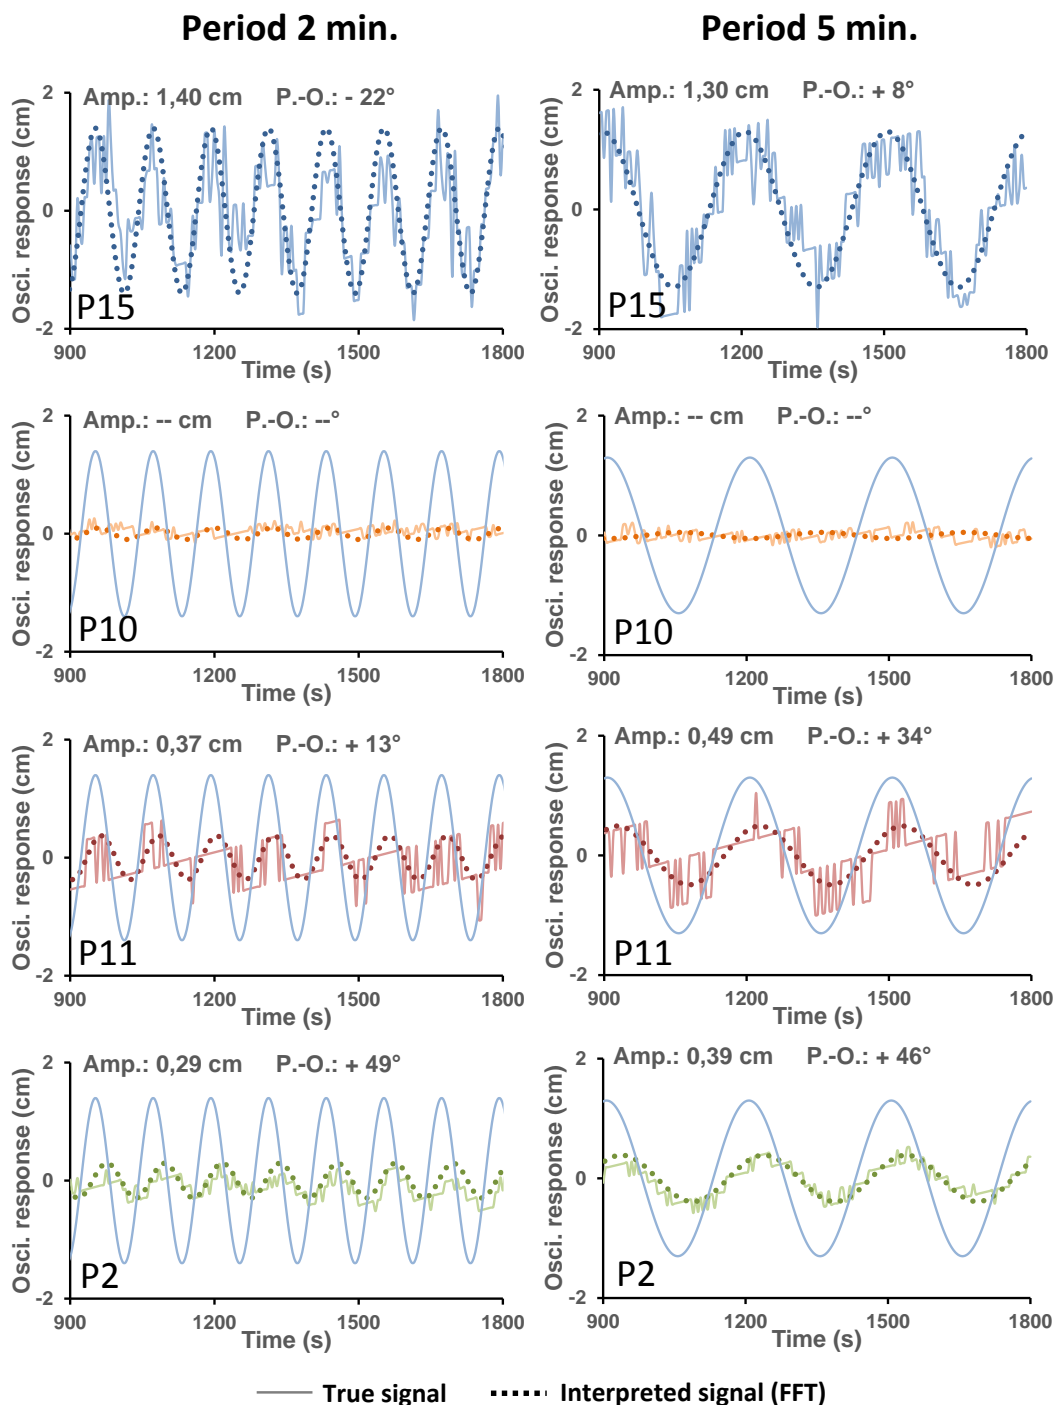 Period 2 min.
Period 5 min.
Osci. response (cm)
2
0
-2
Amp.: 1,40 cm P.-O.: - 22°
P15
900 1200 1500 1800
Time (s)
Osci. response (cm)
2
0
-2
Amp.: 1,30 cm P.-O.: + 8°
P15
900 1200 1500 1800
Time (s)
Osci. response (cm)
2
0
-2
Amp.: -- cm P.-O.: --°
P10
900 1200 1500 1800
Time (s)
Osci. response (cm)
2
0
-2
Amp.: -- cm P.-O.: --°
P10
900 1200 1500 1800
Time (s)
Osci. response (cm)
2
0
-2
Amp.: 0,37 cm P.-O.: + 13°
P11
900 1200 1500 1800
Time (s)
Osci. response (cm)
2
0
-2
Amp.: 0,49 cm P.-O.: + 34°
P11
900 1200 1500 1800
Time (s)
Osci. response (cm)
2
0
-2
Amp.: 0,29 cm P.-O.: + 49°
P2
900 1200 1500 1800
Time (s)
Osci. response (cm)
2
0
-2
Amp.: 0,39 cm P.-O.: + 46°
P2
900 1200 1500 1800
Time (s)
True signal
Interpreted signal (FFT)